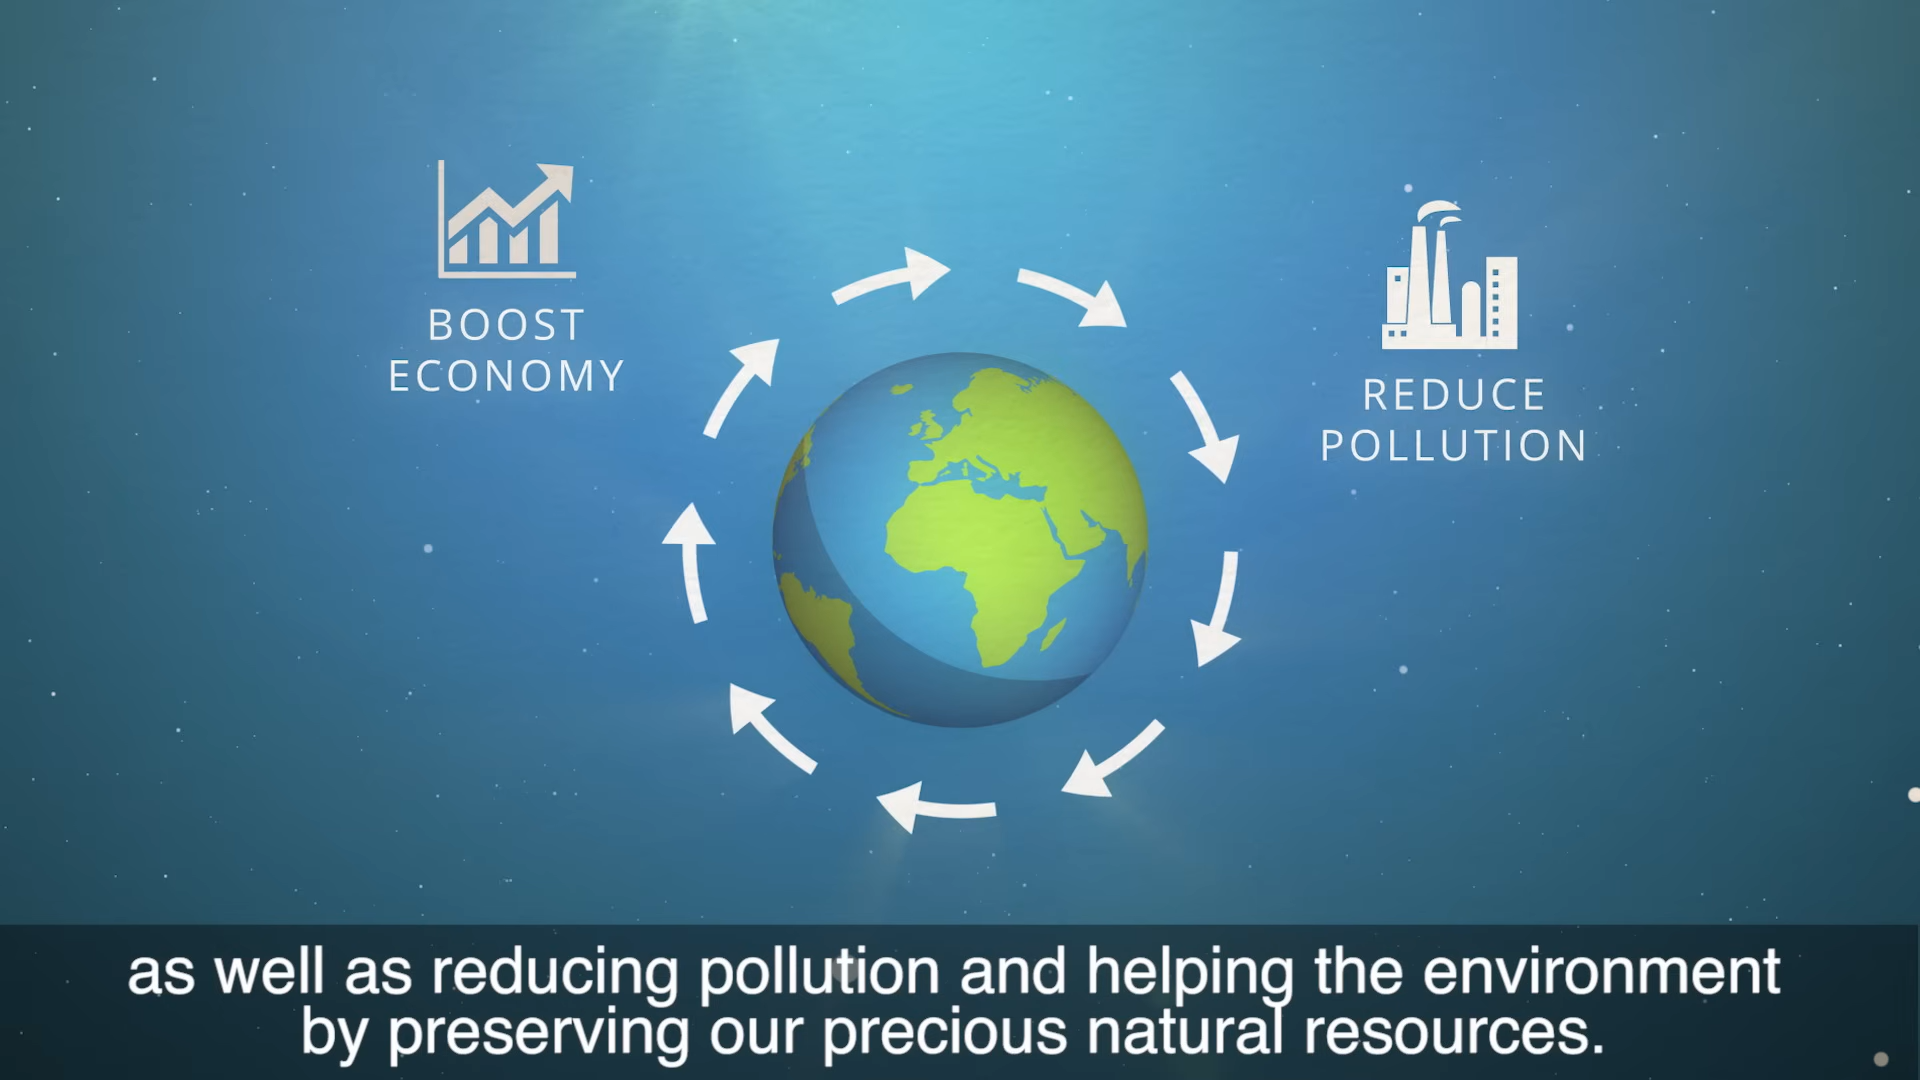 BOOST
ECONOMY
REDUCE
POLLUTION
as well as reducing pollution and helping the environment
by preserving our precious natural resources.